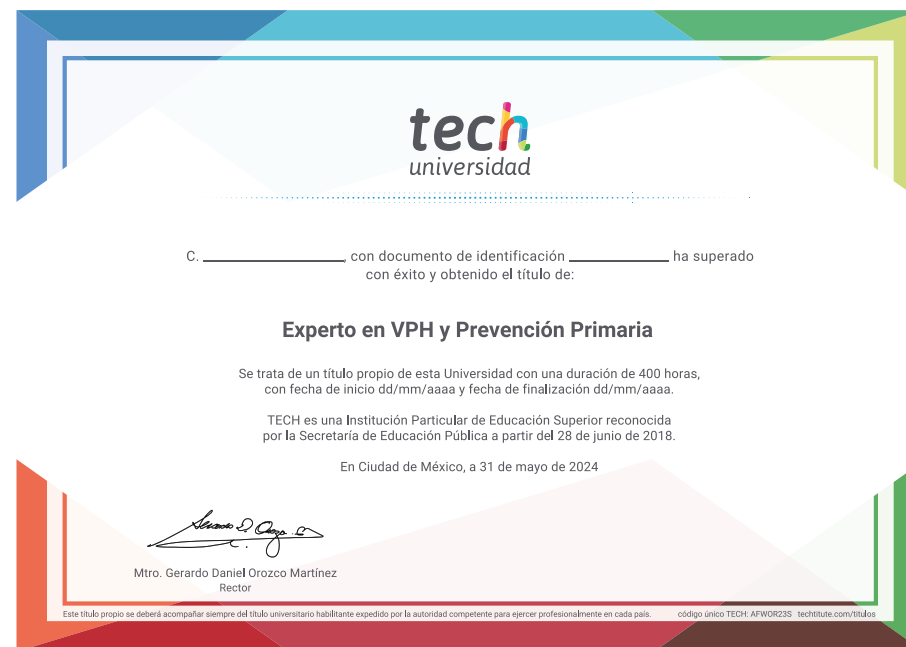 tech
universidad
C. ____________, con documento de identificación ____________ ha superado
con éxito y obtenido el título de:
Experto en VPH y Prevención Primaria
Se trata de un título propio de esta Universidad con una duración de 400 horas,
con fecha de inicio dd/mm/aaaa y fecha de finalización dd/mm/aaaa.
TECH es una Institución Particular de Educación Superior reconocida
por la Secretaría de Educación Pública a partir del 28 de junio de 2018.
En Ciudad de México, a 31 de mayo de 2024
Mtro. Gerardo Daniel Orozco Martínez
Rector
Este título propio se deberá acompañar siempre del título universitario habilitante expedido por la autoridad competente para ejercer profesionalmente en cada país. código único TECH: AFWOR23S techtitute.com/titulos